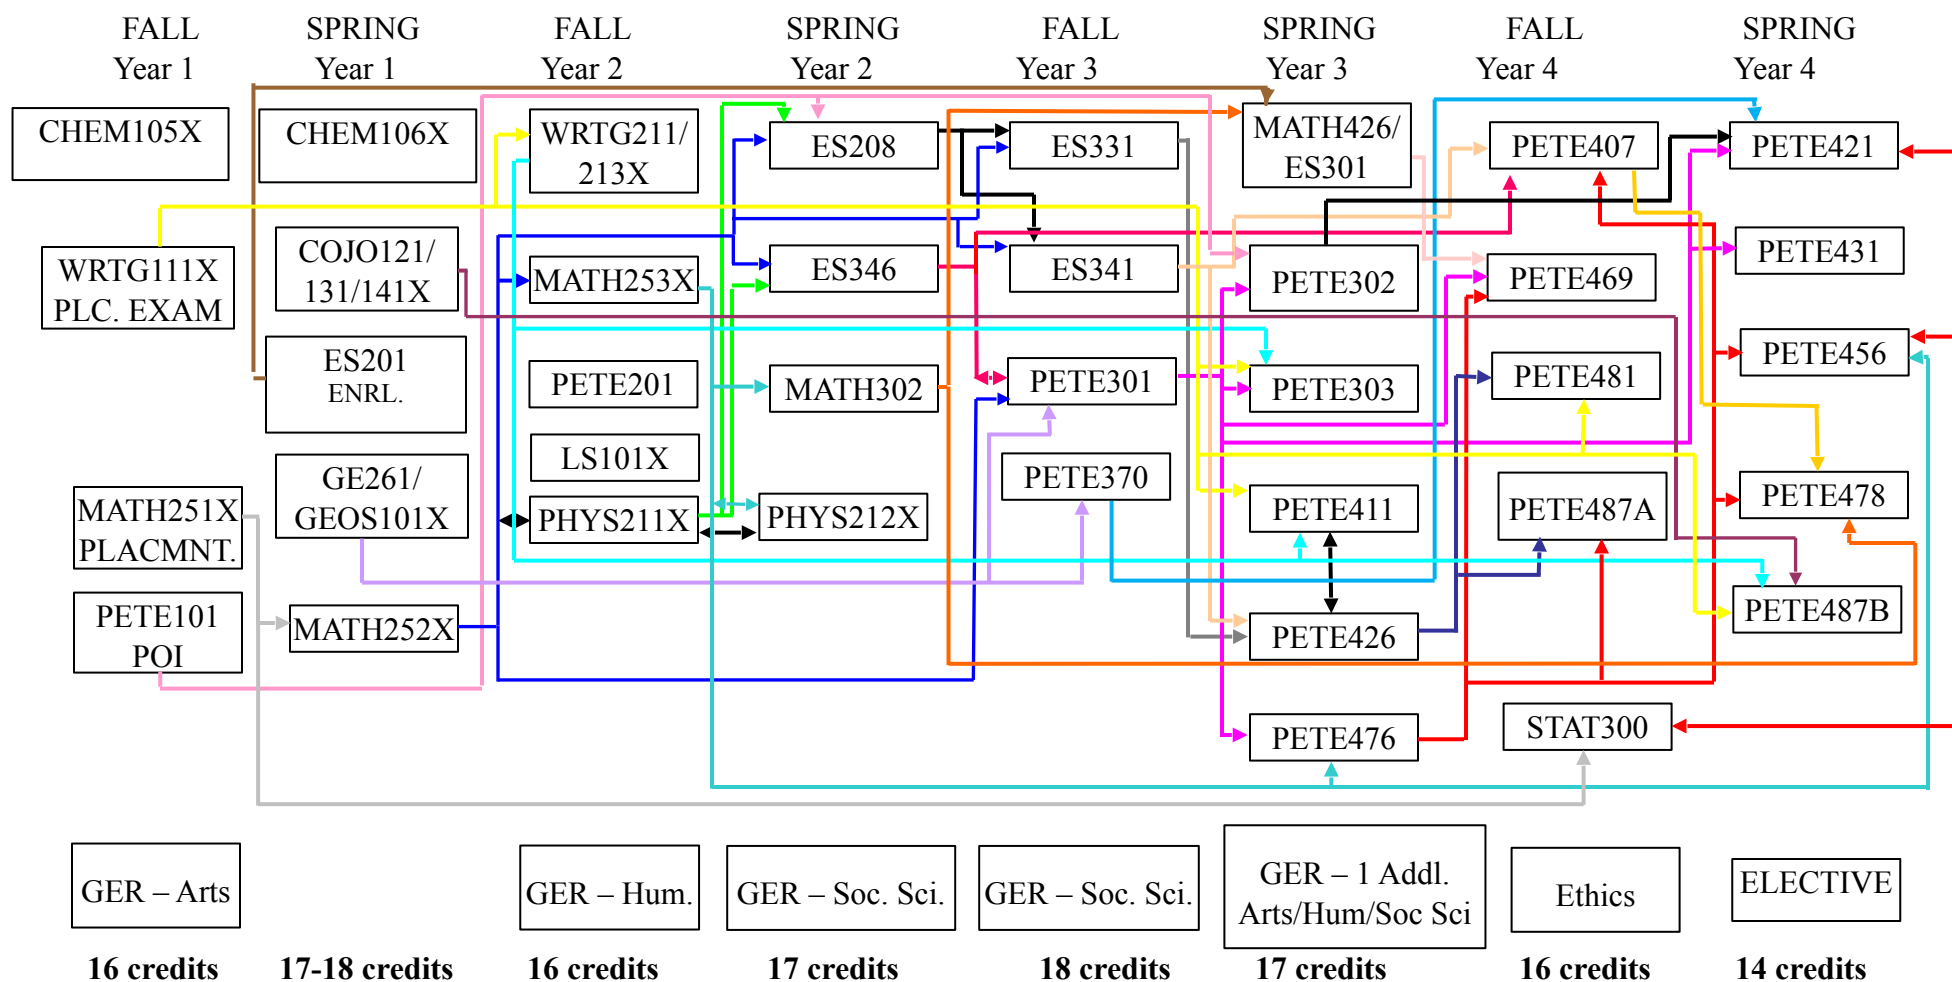 FALL
Year 1
SPRING
Year 1
FALL
Year 2
SPRING
Year 2
FALL
Year 3
SPRING
Year 3
FALL
Year 4
SPRING
Year 4
CHEM105X
WRTG111X
PLC. EXAM
MATH251X
PLACMNT.
PETE101
POI
GER – Arts
16 credits
CHEM106X
COJO121/
131/141X
ES201
ENRL.
GE261/
GEOS101X
MATH252X
17-18 credits
WRTG211/
213X
MATH253X
PETE201
LS101X
PHYS211X
GER – Hum.
16 credits
ES208
ES346
MATH302
PHYS212X
GER – Soc. Sci.
17 credits
ES331
ES341
PETE301
PETE370
GER – Soc. Sci.
18 credits
MATH426/
ES301
PETE302
PETE303
PETE411
PETE426
PETE476
GER – 1 Addl.
Arts/Hum/Soc Sci
17 credits
PETE407
PETE469
PETE481
PETE487A
STAT300
Ethics
16 credits
PETE421
PETE431
PETE456
PETE478
PETE487B
ELECTIVE
14 credits